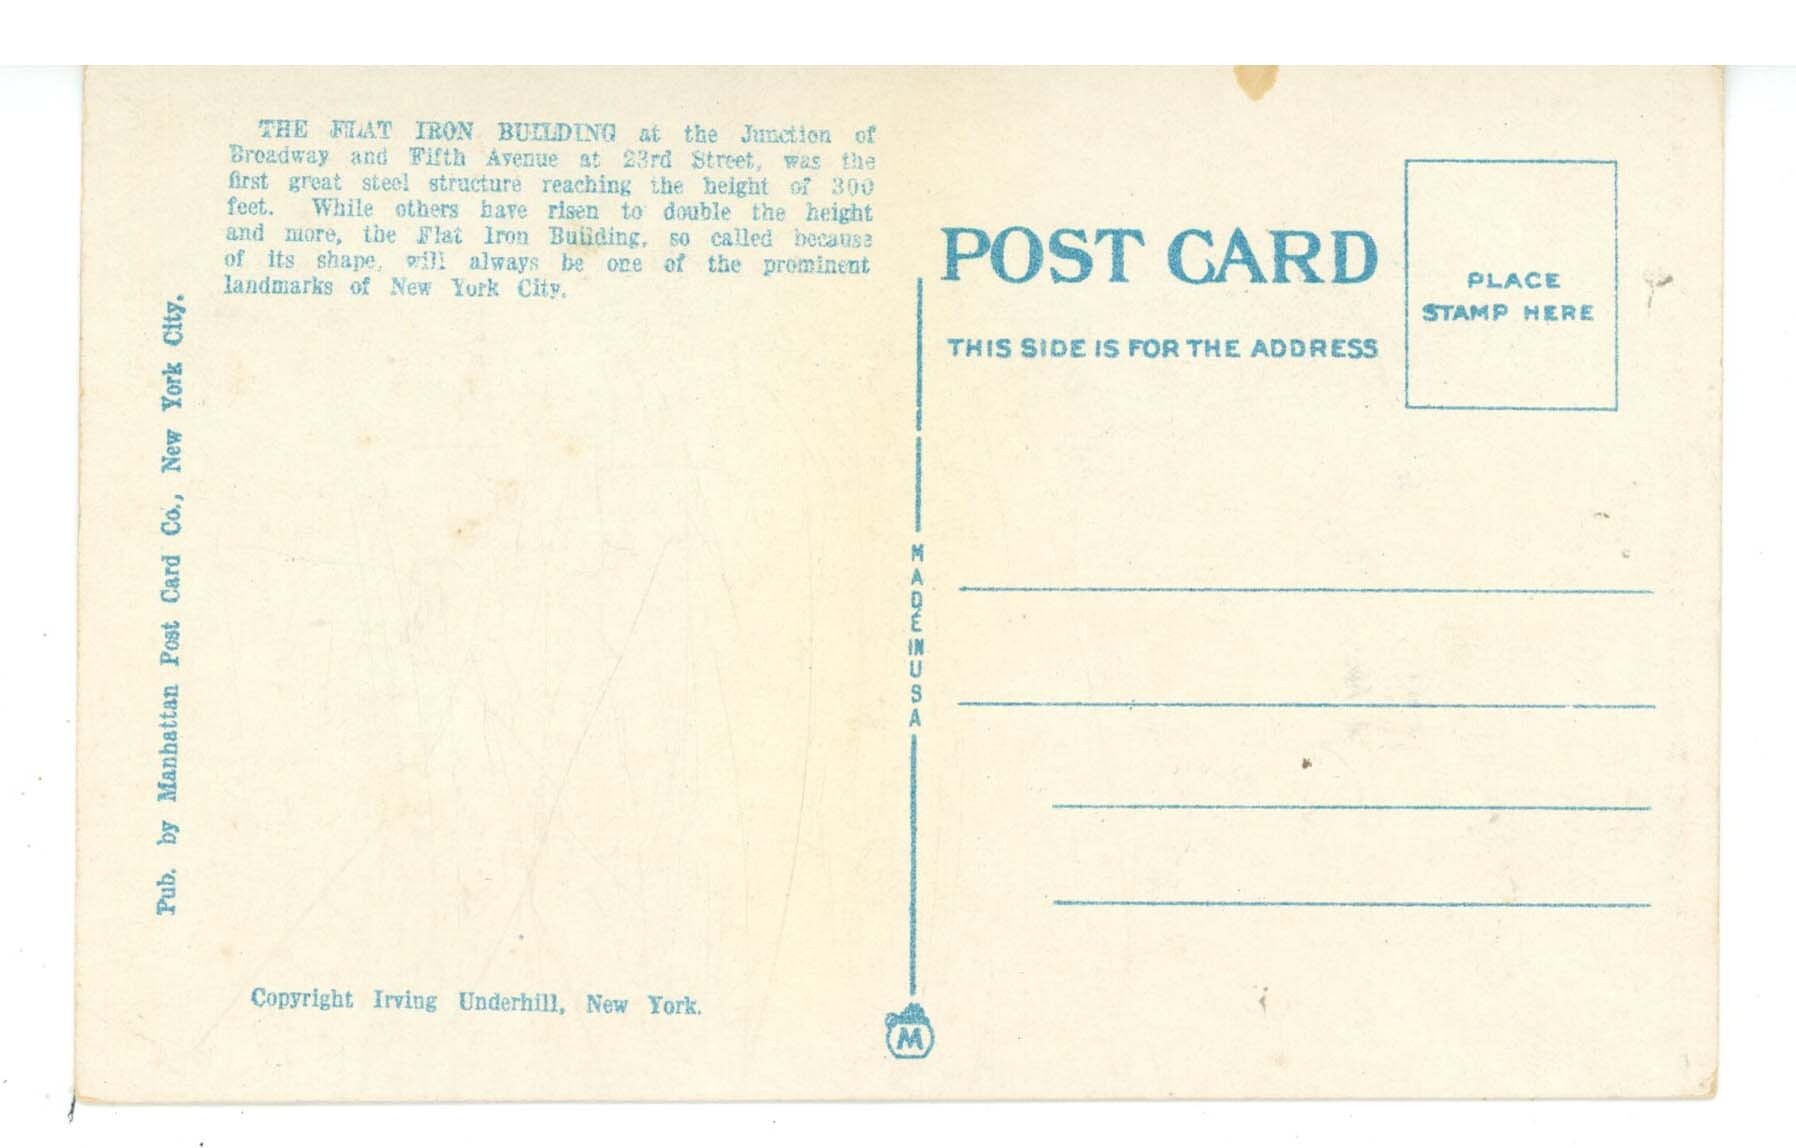 THE FLAT IRON BUILDING at the Junction of
Broadway and Fifth Avenue at 23rd Street, was the
first great steel structure reaching the height of 300
feet. While others have risen to double the height
and more, the Flat Iron Building, so called because
of its shape, will always be one of the prominent
landmarks of New York City.
Pub. by Manhattan Post Card Co., New York City.
Copyright Irving Underhill, New York.
MADE IN USA
M
POST CARD
THIS SIDE IS FOR THE ADDRESS
PLACE
STAMP HERE